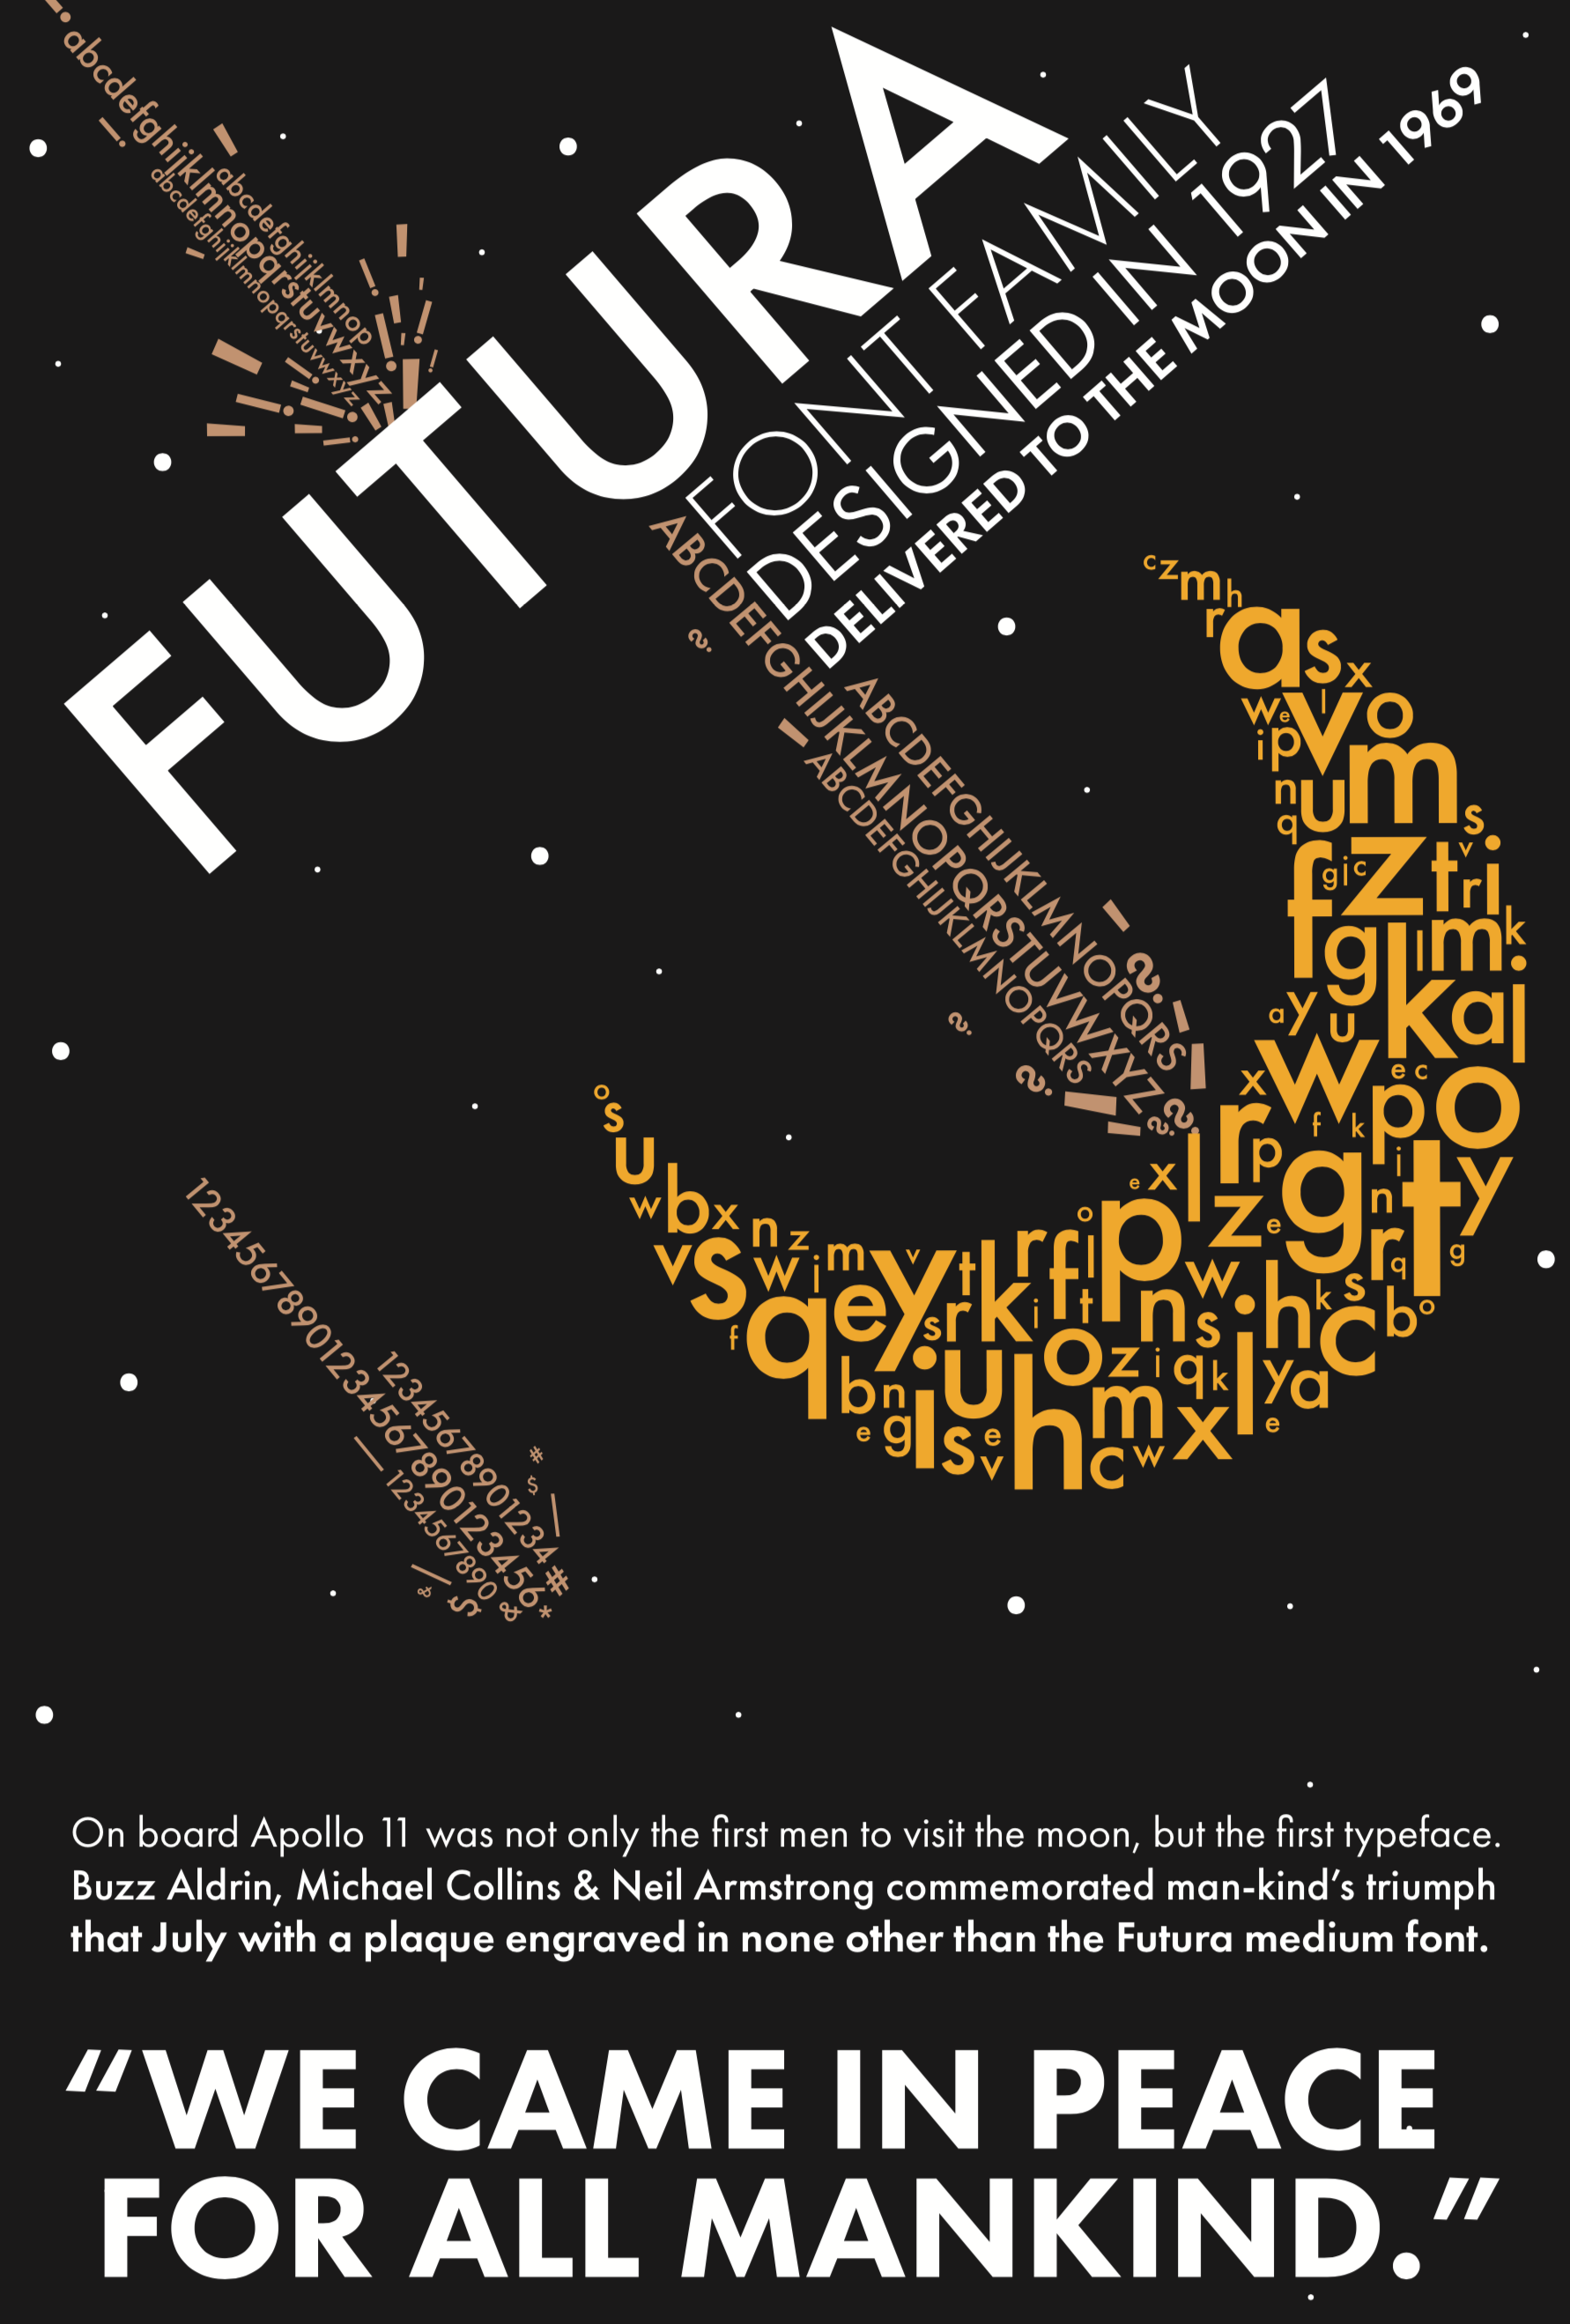 abcdefghijklmnopqrstuvwxyz
abcdefghijklmnop
abcdefghijklmnopqrstuvwxyz
FUTURA
FONT FAMILY
DESIGNED IN 1927
DELIVERED TO THE MOON IN 1969
ABCDEFGHIJKLMNOPQRSTUVWXYZ
ABCDEFGHIJKLMNOPQRS
ABCDEFGHIJKLMNOPQRS
12345678901234567890123456
12345678901234
1234567890
On board Apollo 11 was not only the first men to visit the moon, but the first typeface.
Buzz Aldrin, Michael Collins & Neil Armstrong commemorated man-kind's triumph
that July with a plaque engraved in none other than the Futura medium font.
"WE CAME IN PEACE
FOR ALL MANKIND."